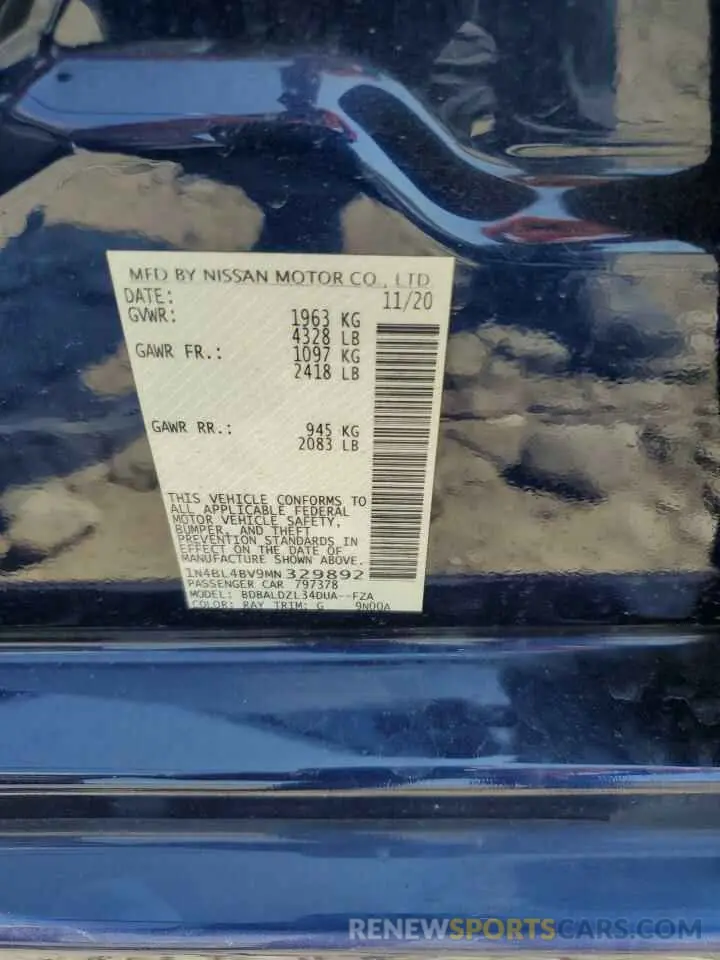 MFD BY NISSAN MOTOR CO., LTD
DATE: 11/20
GVWR: 1963 KG
4328 LB
GAWR FR.: 1097 KG
2418 LB
GAWR RR.: 945 KG
2083 LB
THIS VEHICLE CONFORMS TO
ALL APPLICABLE FEDERAL
MOTOR VEHICLE SAFETY,
BUMPER, AND THEFT
PREVENTION STANDARDS IN
EFFECT ON THE DATE OF
MANUFACTURE SHOWN ABOVE.
1N4BL4BV9MN329892
PASSENGER CAR 797378
MODEL: BDBALDZL34DUA--FZA
COLOR: RAY TRIM: G 9N00A
RENEWSPORTSCARS.COM